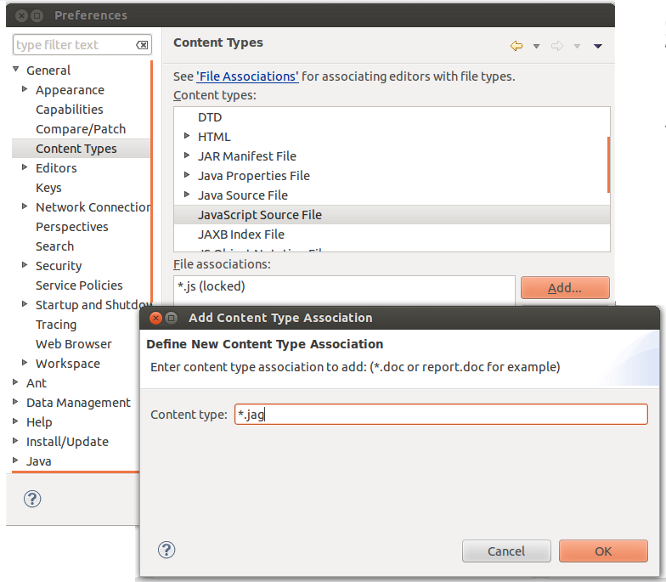 Preferences
type filter text
General
Appearance
Capabilities
Compare/Patch
Content Types
Editors
Keys
Network Connection
Perspectives
Search
Security
Service Policies
Startup and Shutdow
Tracing
Web Browser
Workspace
Ant
Data Management
Help
Install/Update
Java
Content Types
See 'File Associations' for associating editors with file types.
Content types:
DTD
HTML
JAR Manifest File
Java Properties File
Java Source File
JavaScript Source File
JAXB Index File
JS Object Notation File
File associations:
*.js (locked)
Add...
Add Content Type Association
Define New Content Type Association
Enter content type association to add: (*.doc or report.doc for example)
Content type: *.jag
Cancel
OK